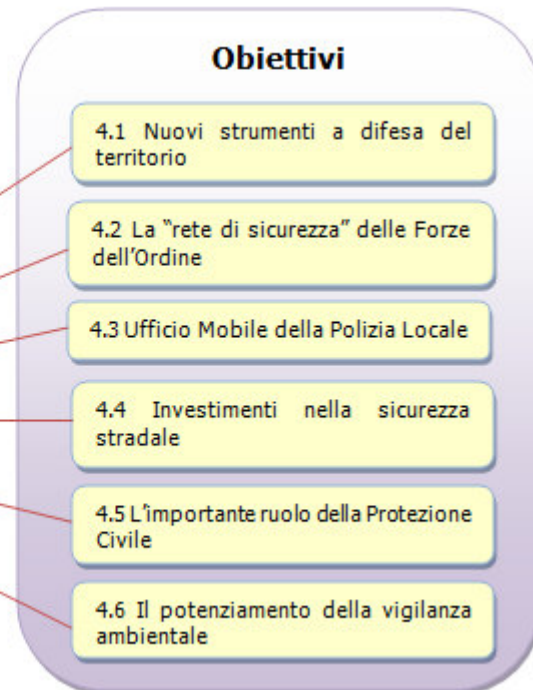 Obiettivi
4.1 Nuovi strumenti a difesa del
territorio
4.2 La "rete di sicurezza" delle Forze
dell'Ordine
4.3 Ufficio Mobile della Polizia Locale
4.4 Investimenti nella sicurezza
stradale
4.5 L'importante ruolo della Protezione
Civile
4.6 Il potenziamento della vigilanza
ambientale